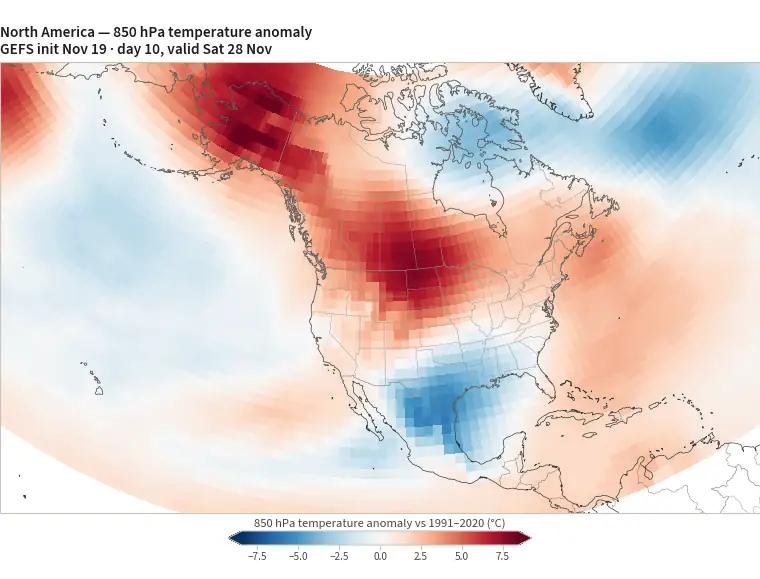 North America — 850 hPa temperature anomaly
GEFS init Nov 19 · day 10, valid Sat 28 Nov
850 hPa temperature anomaly vs 1991–2020 (°C)
−7.5 −5.0 −2.5 0.0 2.5 5.0 7.5